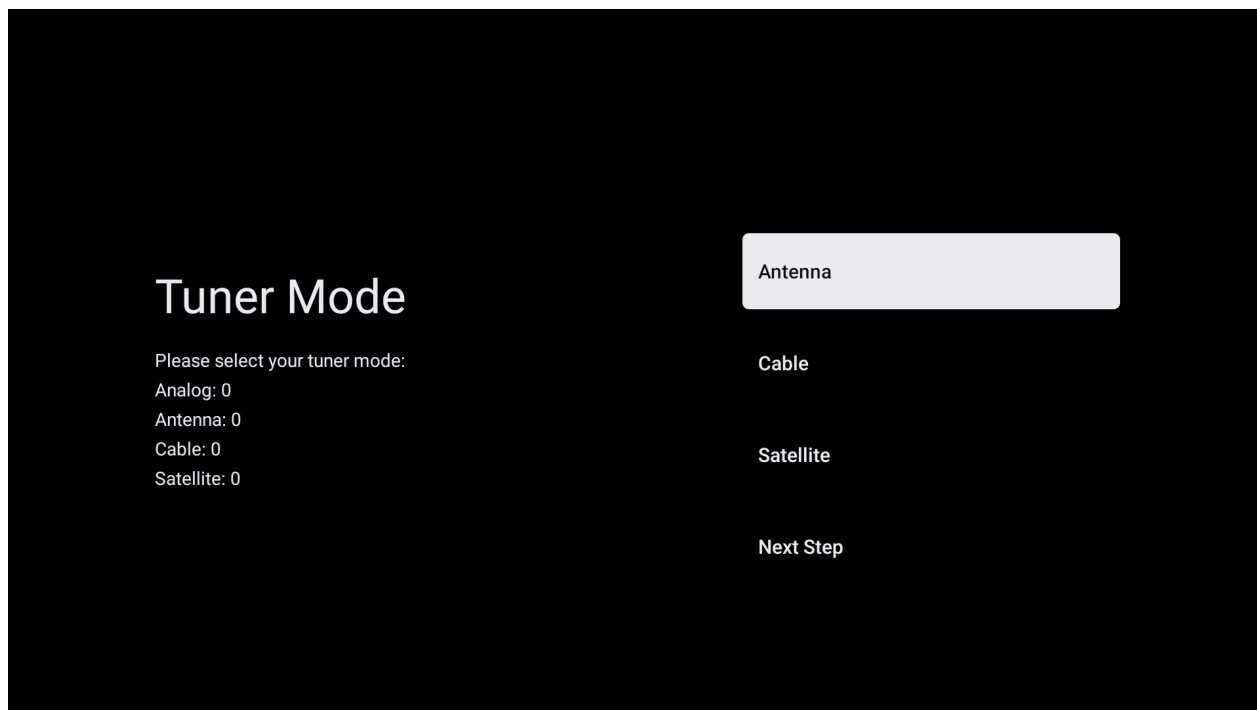 Tuner Mode
Please select your tuner mode:
Analog: 0
Antenna: 0
Cable: 0
Satellite: 0
Antenna
Cable
Satellite
Next Step